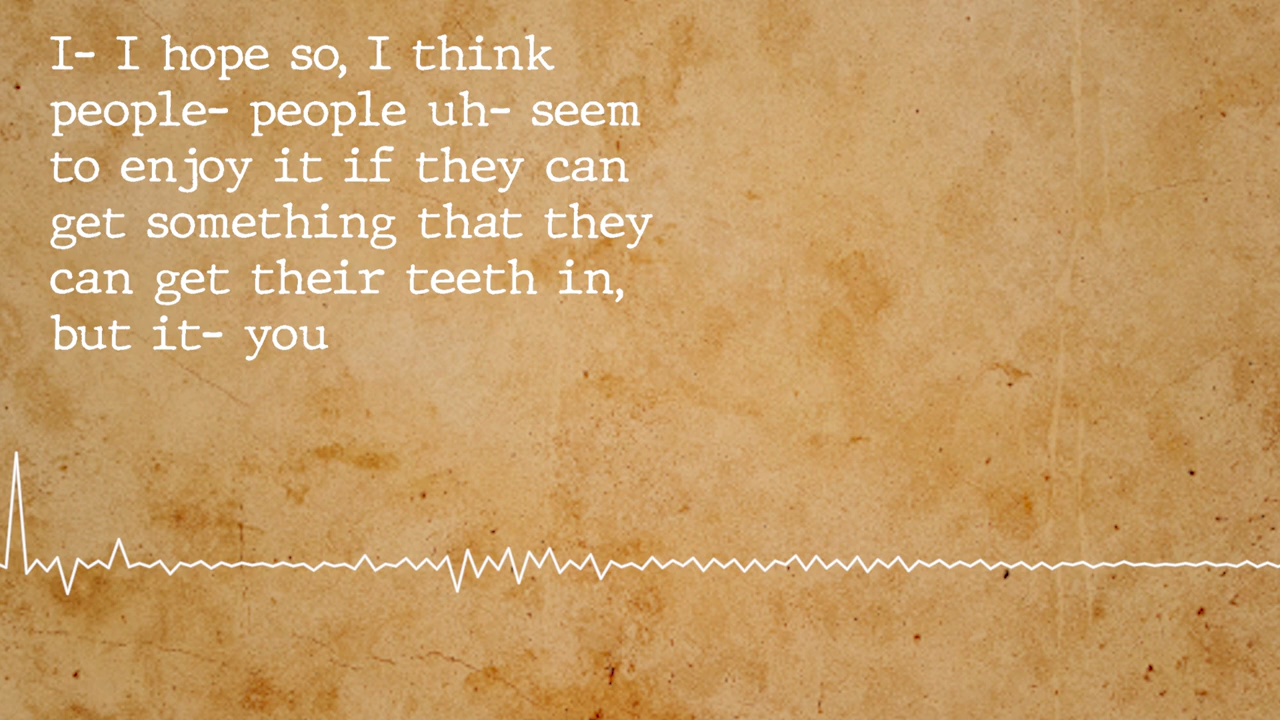 I- I hope so, I think
people- people uh- seem
to enjoy it if they can
get something that they
can get their teeth in,
but it- you